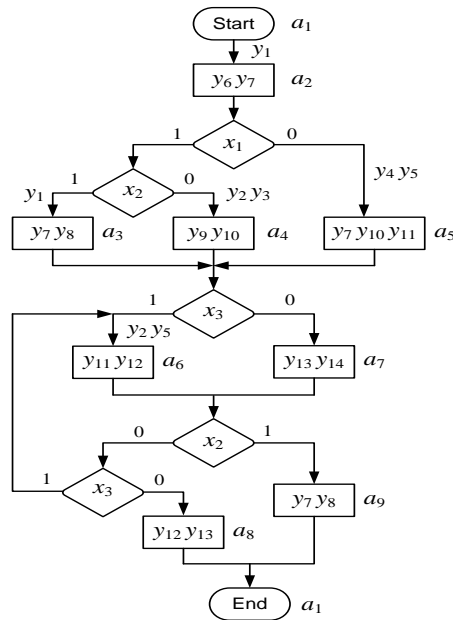 Start a₁
y₁
y₆ y₇ a₂
1 x₁ 0
y₁ 1 x₂ 0 y₂ y₃ y₄ y₅
y₇ y₈ a₃ y₉ y₁₀ a₄ y₇ y₁₀ y₁₁ a₅
1 x₃ 0
y₂ y₅
y₁₁ y₁₂ a₆ y₁₃ y₁₄ a₇
0 x₂ 1
1 x₃ 0 y₇ y₈ a₉
y₁₂ y₁₃ a₈
End a₁